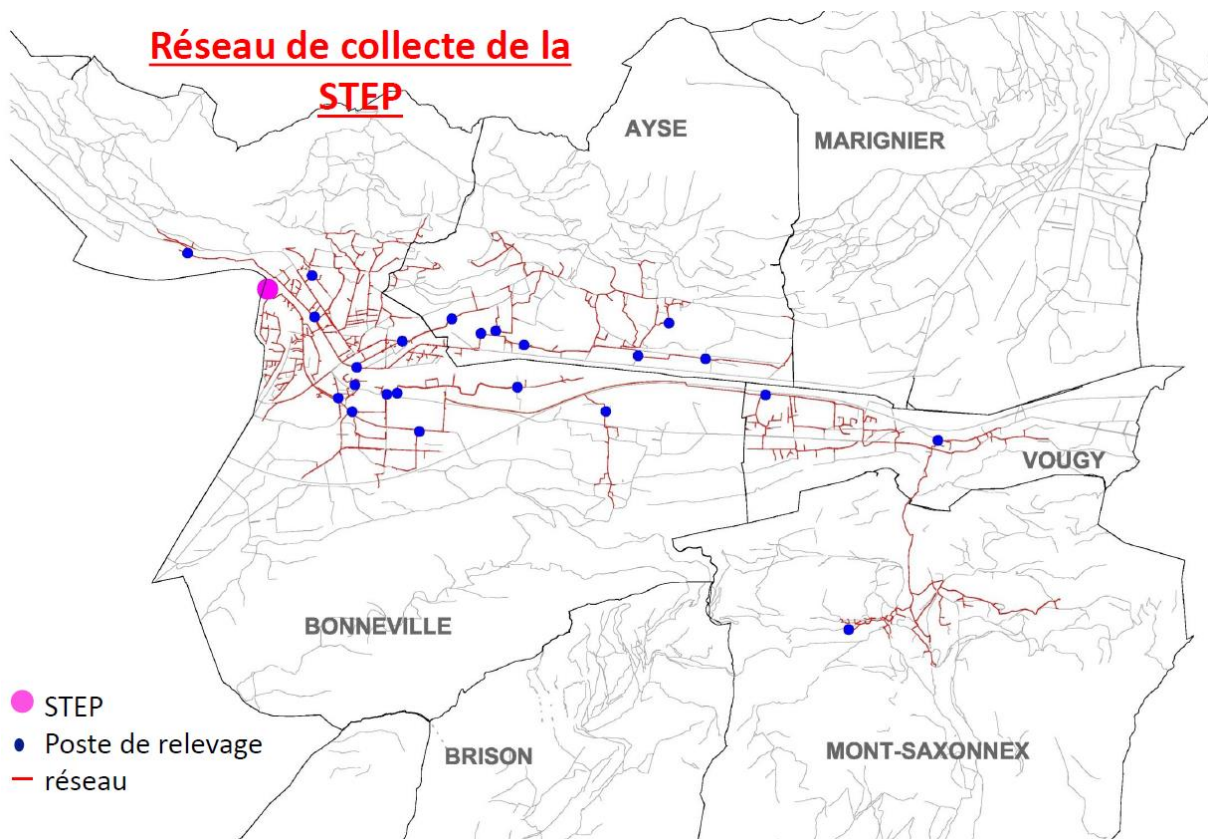 Réseau de collecte de la
STEP
AYSE
MARIGNIER
VOUGY
BONNEVILLE
BRISON
MONT-SAXONNEX
STEP
Poste de relevage
réseau